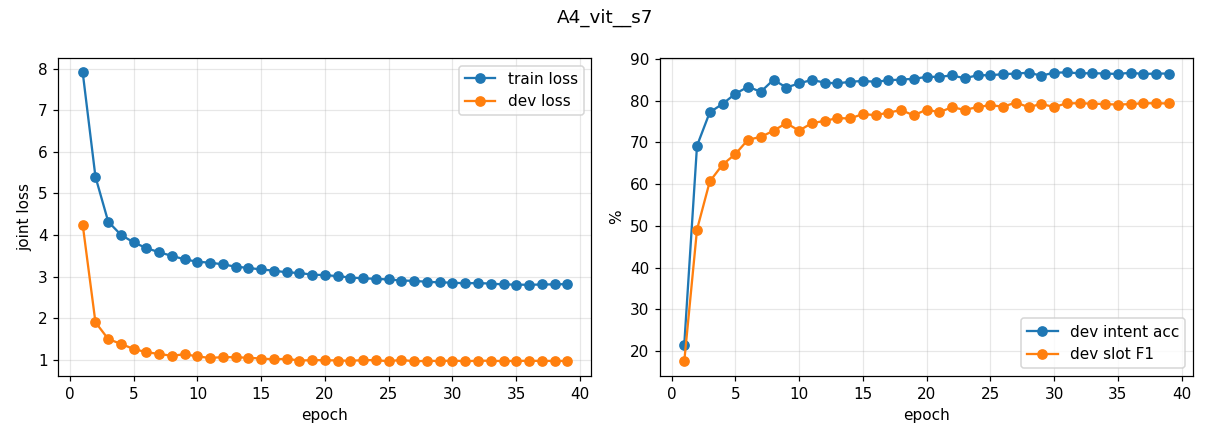 A4_vit__s7
joint loss
8
7
6
5
4
3
2
1
0 5 10 15 20 25 30 35 40
epoch
train loss
dev loss
%
90
80
70
60
50
40
30
20
0 5 10 15 20 25 30 35 40
epoch
dev intent acc
dev slot F1